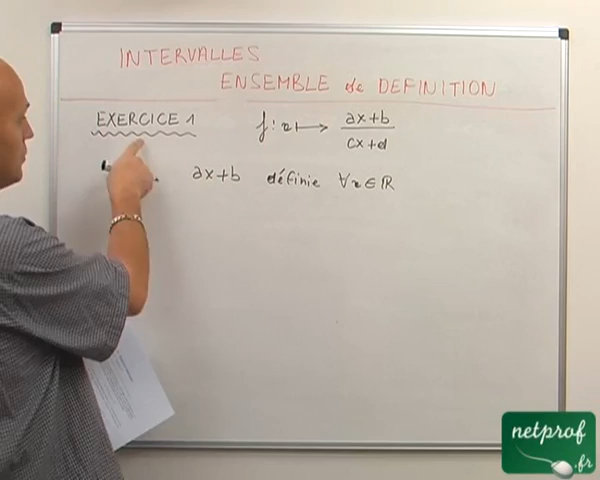 INTERVALLES
ENSEMBLE de DEFINITION
EXERCICE 1
f: x ↦ ax+b / cx+d
ax+b définie ∀x ∈ ℝ
netprof
.fr